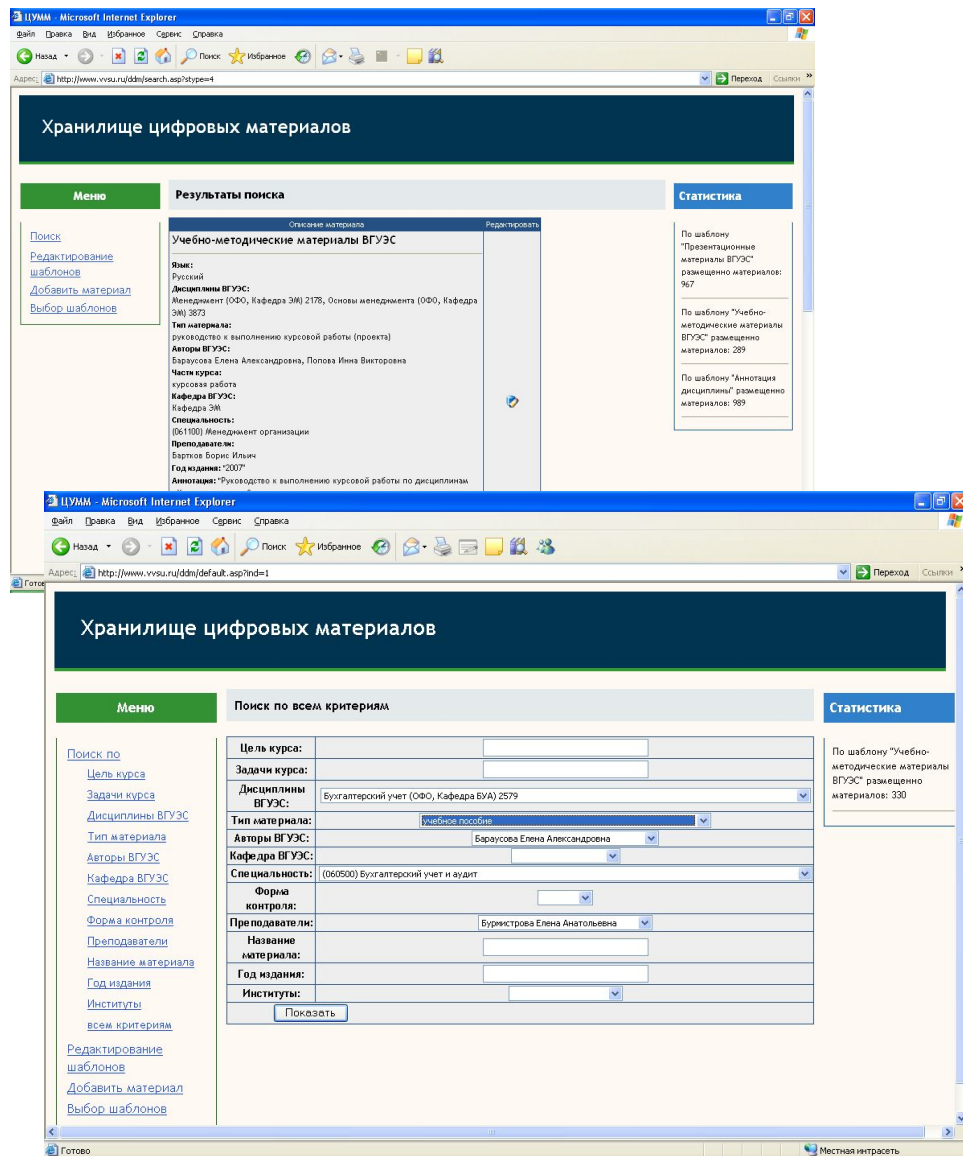 ЦУММ - Microsoft Internet Explorer
Файл Правка Вид Избранное Сервис Справка
Назад Поиск Избранное
Адрес: http://www.vvsu.ru/ddm/search.asp?stype=4 Переход Ссылки »
Хранилище цифровых материалов
Меню
Поиск
Редактирование
шаблонов
Добавить материал
Выбор шаблонов
Результаты поиска
Описание материала Редактировать
Учебно-методические материалы ВГУЭС
Язык:
Русский
Дисциплины ВГУЭС:
Менеджмент (ОФО, Кафедра ЭМ) 2178, Основы менеджмента (ОФО, Кафедра
ЭМ) 3873
Тип материала:
руководство к выполнению курсовой работы (проекта)
Авторы ВГУЭС:
Бараусова Елена Александровна, Попова Инна Викторовна
Части курса:
курсовая работа
Кафедра ВГУЭС:
Кафедра ЭМ
Специальность:
(061100) Менеджмент организации
Преподаватели:
Бартков Борис Ильич
Год издания: "2007"
Аннотация: "Руководство к выполнению курсовой работы по дисциплинам
Статистика
По шаблону
"Презентационные
материалы ВГУЭС"
размещенно материалов:
967
По шаблону "Учебно-
методические материалы
ВГУЭС" размещенно
материалов: 289
По шаблону "Аннотация
дисциплины" размещенно
материалов: 989
Готов
ЦУММ - Microsoft Internet Explorer
Файл Правка Вид Избранное Сервис Справка
Назад Поиск Избранное
Адрес: http://www.vvsu.ru/ddm/default.asp?ind=1 Переход Ссылки »
Хранилище цифровых материалов
Меню
Поиск по
Цель курса
Задачи курса
Дисциплины ВГУЭС
Тип материала
Авторы ВГУЭС
Кафедра ВГУЭС
Специальность
Форма контроля
Преподаватели
Название материала
Год издания
Институты
всем критериям
Редактирование
шаблонов
Добавить материал
Выбор шаблонов
Поиск по всем критериям
Цель курса:
Задачи курса:
Дисциплины
ВГУЭС:
Бухгалтерский учет (ОФО, Кафедра БУА) 2579
Тип материала: учебное пособие
Авторы ВГУЭС: Бараусова Елена Александровна
Кафедра ВГУЭС:
Специальность: (060500) Бухгалтерский учет и аудит
Форма
контроля:
Преподаватели: Бурмистрова Елена Анатольевна
Название
материала:
Год издания:
Институты:
Показать
Статистика
По шаблону "Учебно-
методические материалы
ВГУЭС" размещенно
материалов: 330
Готово Местная интрасеть